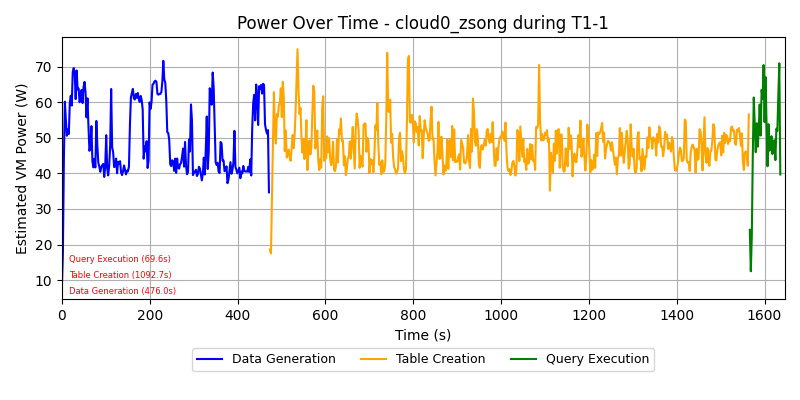 Power Over Time - cloud0_zsong during T1-1
Estimated VM Power (W)
70
60
50
40
30
20
10
Query Execution (69.6s)
Table Creation (1092.7s)
Data Generation (476.0s)
0 200 400 600 800 1000 1200 1400 1600
Time (s)
Data Generation Table Creation Query Execution